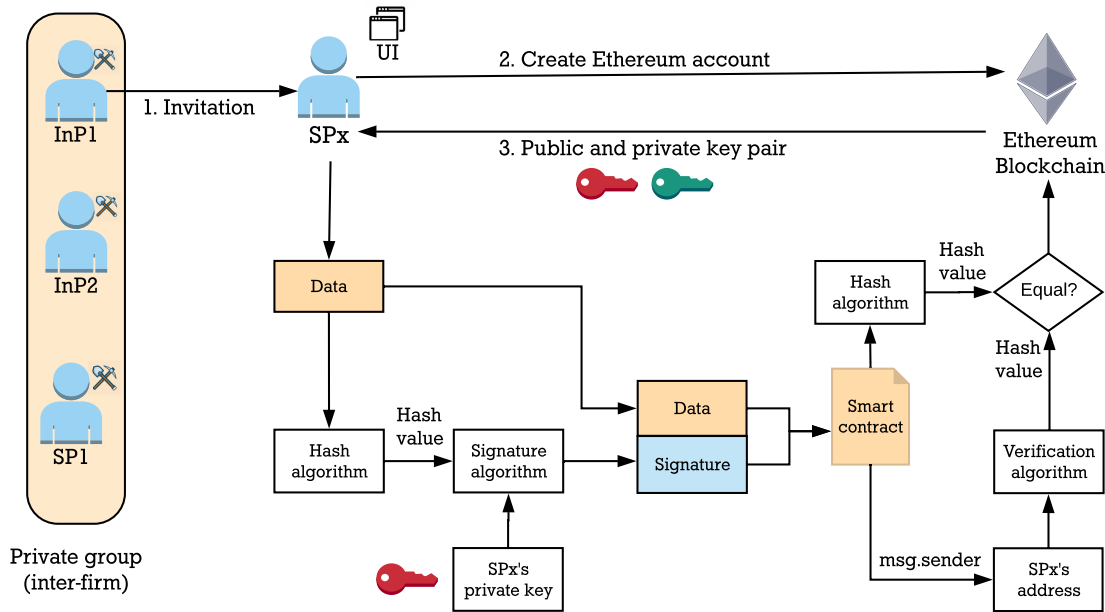 UI
2. Create Ethereum account
1. Invitation
InP1
SPx
3. Public and private key pair
Ethereum
Blockchain
InP2
SP1
Private group
(inter-firm)
Data
Hash
algorithm
Hash
value
Signature
algorithm
SPx's
private key
Data
Signature
Smart
contract
Hash
algorithm
Hash
value
Equal?
Hash
value
Verification
algorithm
msg.sender
SPx's
address